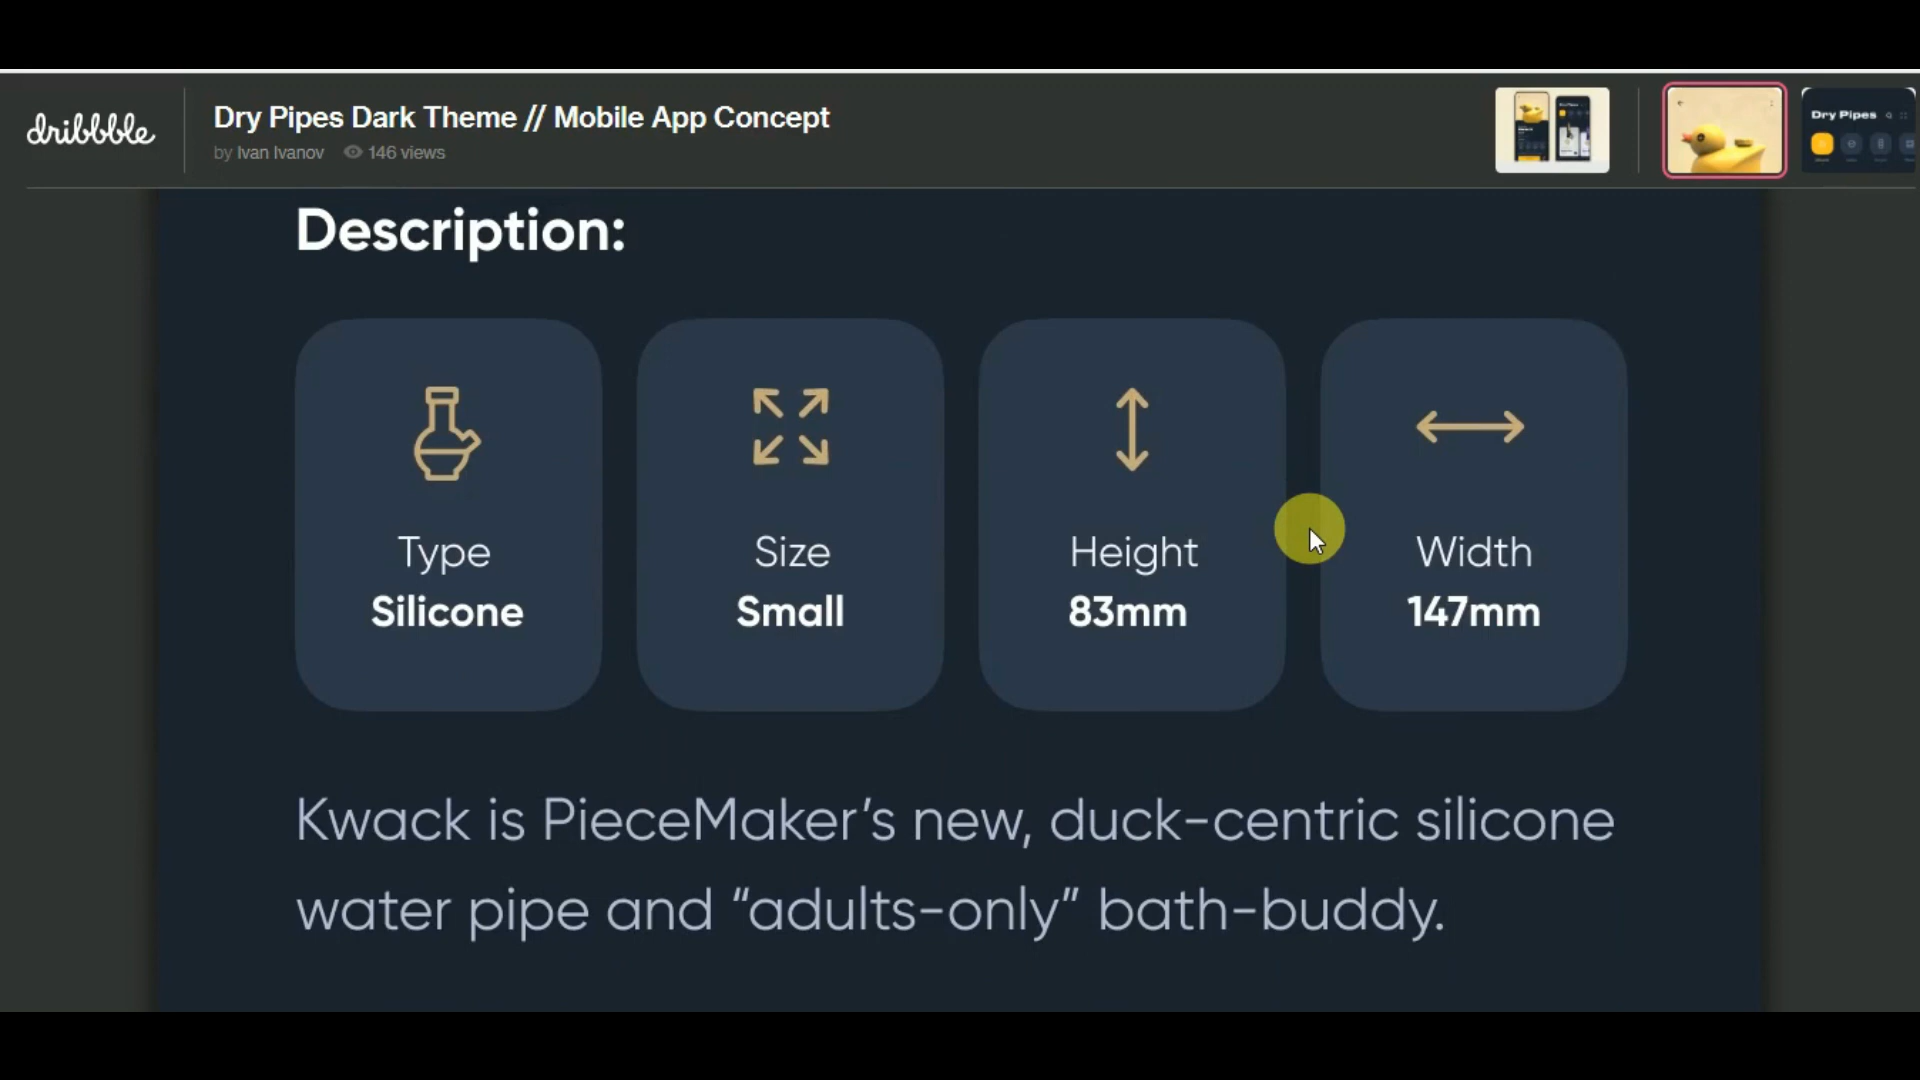 dribbble
Dry Pipes Dark Theme // Mobile App Concept
by Ivan Ivanov 146 views
Dry Pipes
Description:
Type
Silicone
Size
Small
Height
83mm
Width
147mm
Kwack is PieceMaker’s new, duck-centric silicone
water pipe and “adults-only” bath-buddy.